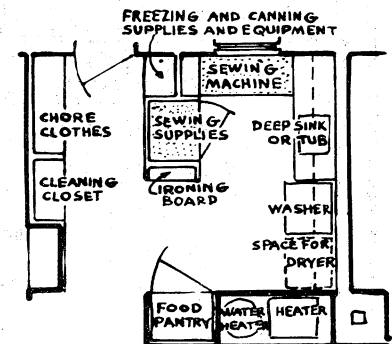 FREEZING AND CANNING
SUPPLIES AND EQUIPMENT
SEWING
MACHINE
CHORE
CLOTHES
SEWING
SUPPLIES
DEEP SINK
OR TUB
CLEANING
CLOSET
IRONING
BOARD
WASHER
SPACE FOR
DRYER
FOOD
PANTRY
WATER
HEATER
HEATER